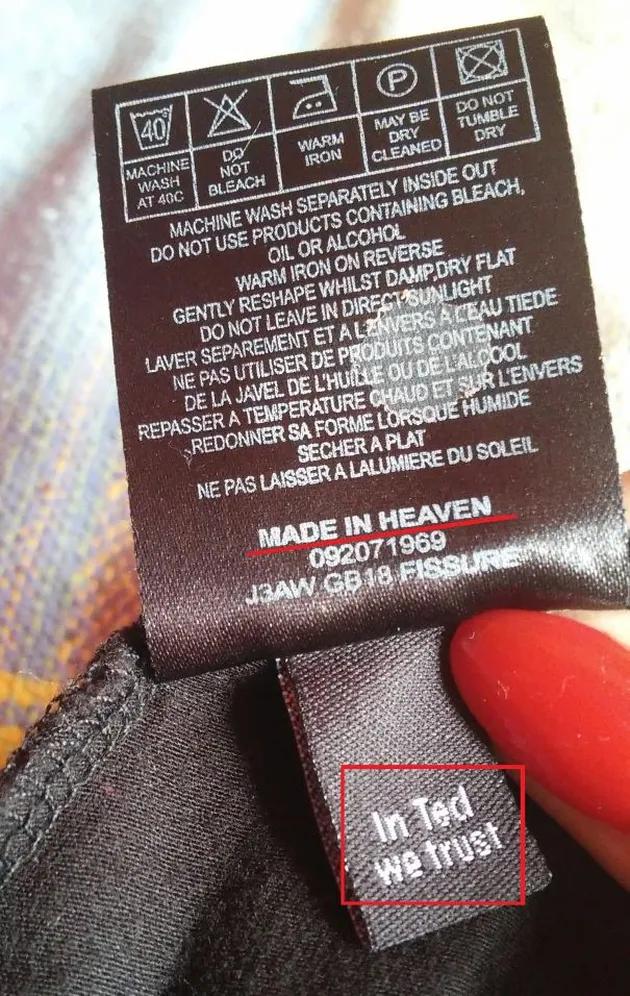 40
P
MACHINE WASH AT 40C
DO NOT BLEACH
WARM IRON
MAY BE DRY CLEANED
DO NOT TUMBLE DRY
MACHINE WASH SEPARATELY INSIDE OUT
DO NOT USE PRODUCTS CONTAINING BLEACH,
OIL OR ALCOHOL
WARM IRON ON REVERSE
GENTLY RESHAPE WHILST DAMP,DRY FLAT
DO NOT LEAVE IN DIRECT SUNLIGHT
LAVER SEPAREMENT ET A L'ENVERS A L'EAU TIEDE
NE PAS UTILISER DE PRODUITS CONTENANT
DE LA JAVEL DE L'HUILE OU DE L'ALCOOL
REPASSER A TEMPERATURE CHAUD ET SUR L'ENVERS
REDONNER SA FORME LORSQUE HUMIDE
SECHER A PLAT
NE PAS LAISSER A LALUMIERE DU SOLEIL
MADE IN HEAVEN
092071969
J3AW GB18 FISSURE
In Ted
we trust